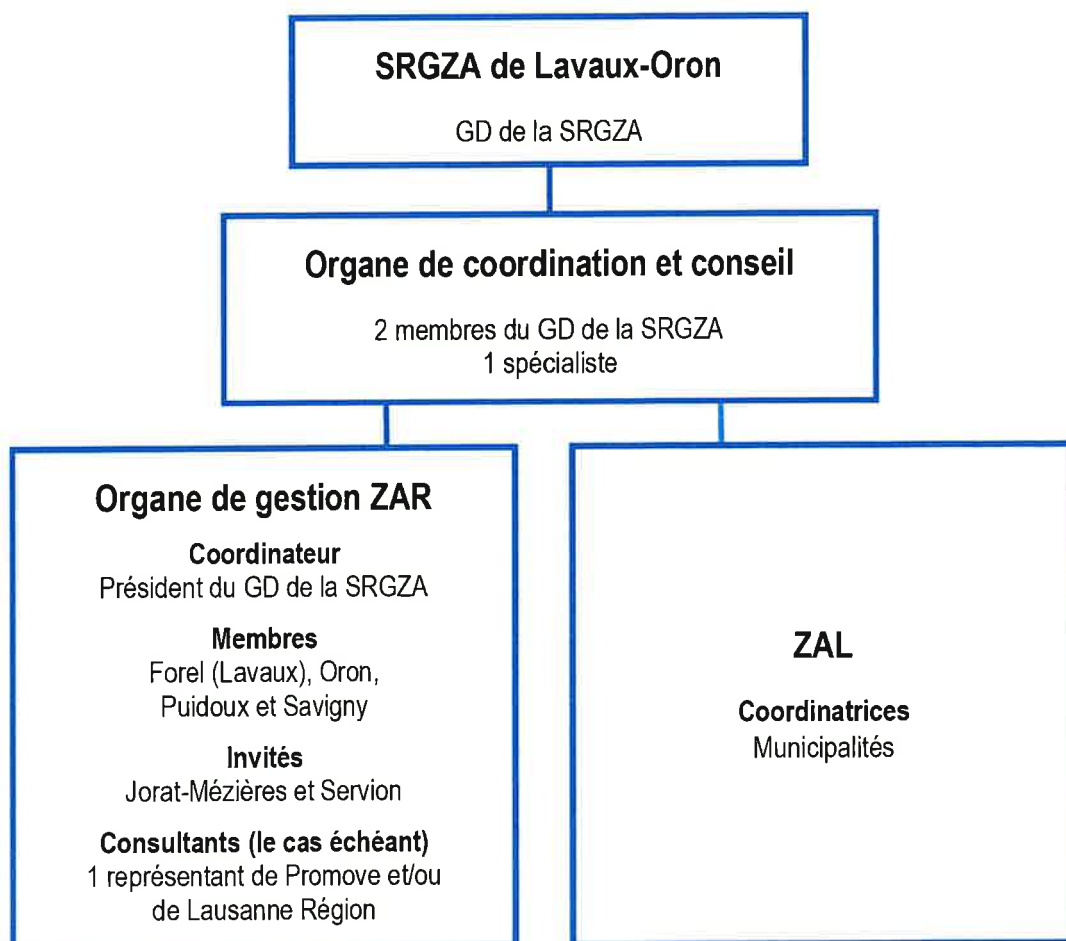 SRGZA de Lavaux-Oron
GD de la SRGZA
Organe de coordination et conseil
2 membres du GD de la SRGZA
1 spécialiste
Organe de gestion ZAR
Coordinateur
Président du GD de la SRGZA
Membres
Forel (Lavaux), Oron,
Puidoux et Savigny
Invités
Jorat-Mézières et Servion
Consultants (le cas échéant)
1 représentant de Promove et/ou
de Lausanne Région
ZAL
Coordinatrices
Municipalités